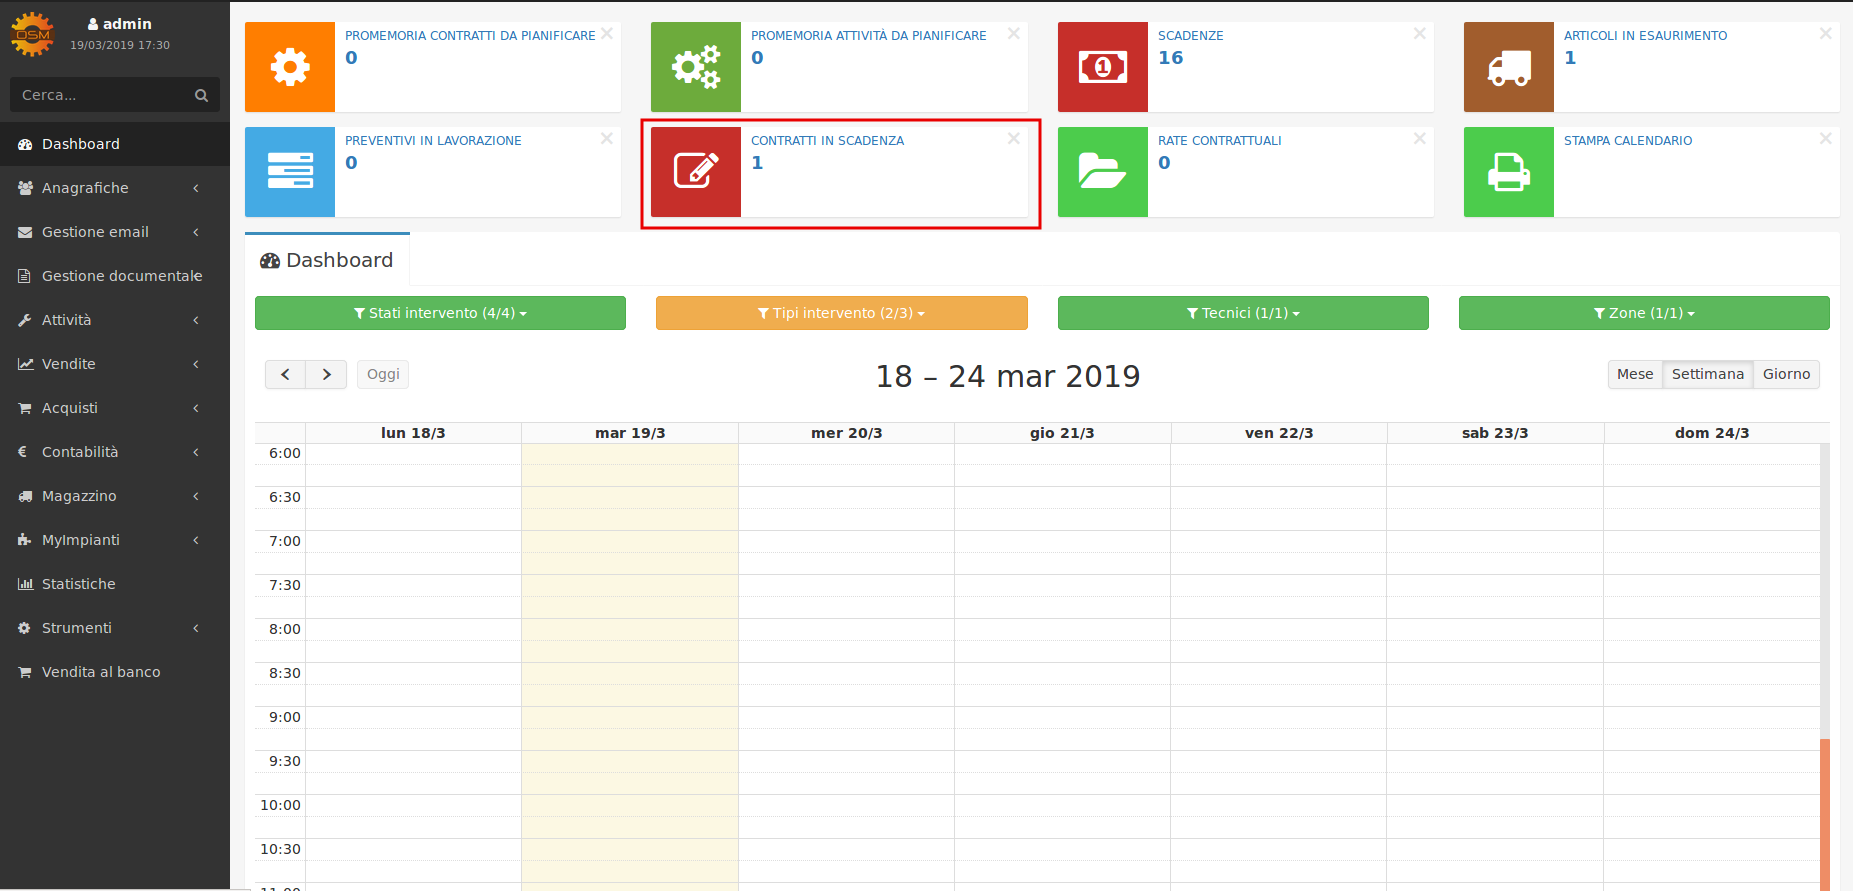 OSM
admin
19/03/2019 17:30
Cerca...
Dashboard
Anagrafiche
Gestione email
Gestione documentale
Attività
Vendite
Acquisti
Contabilità
Magazzino
MyImpianti
Statistiche
Strumenti
Vendita al banco
PROMEMORIA CONTRATTI DA PIANIFICARE
0
PROMEMORIA ATTIVITÀ DA PIANIFICARE
0
SCADENZE
16
ARTICOLI IN ESAURIMENTO
1
PREVENTIVI IN LAVORAZIONE
0
CONTRATTI IN SCADENZA
1
RATE CONTRATTUALI
0
STAMPA CALENDARIO
Dashboard
Stati intervento (4/4)
Tipi intervento (2/3)
Tecnici (1/1)
Zone (1/1)
Oggi
18 – 24 mar 2019
Mese Settimana Giorno
lun 18/3 mar 19/3 mer 20/3 gio 21/3 ven 22/3 sab 23/3 dom 24/3
6:00
6:30
7:00
7:30
8:00
8:30
9:00
9:30
10:00
10:30
11:00